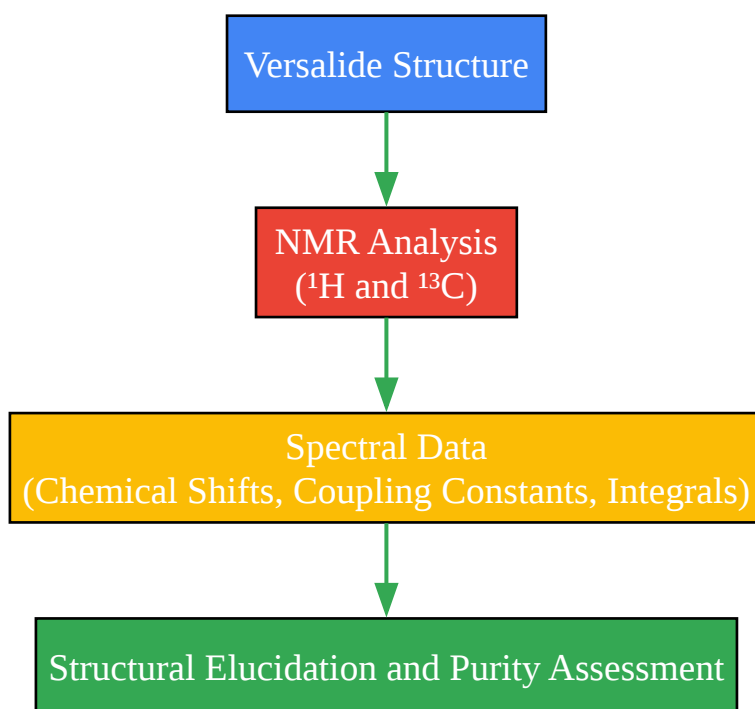 Versalide Structure
NMR Analysis
(¹H and ¹³C)
Spectral Data
(Chemical Shifts, Coupling Constants, Integrals)
Structural Elucidation and Purity Assessment